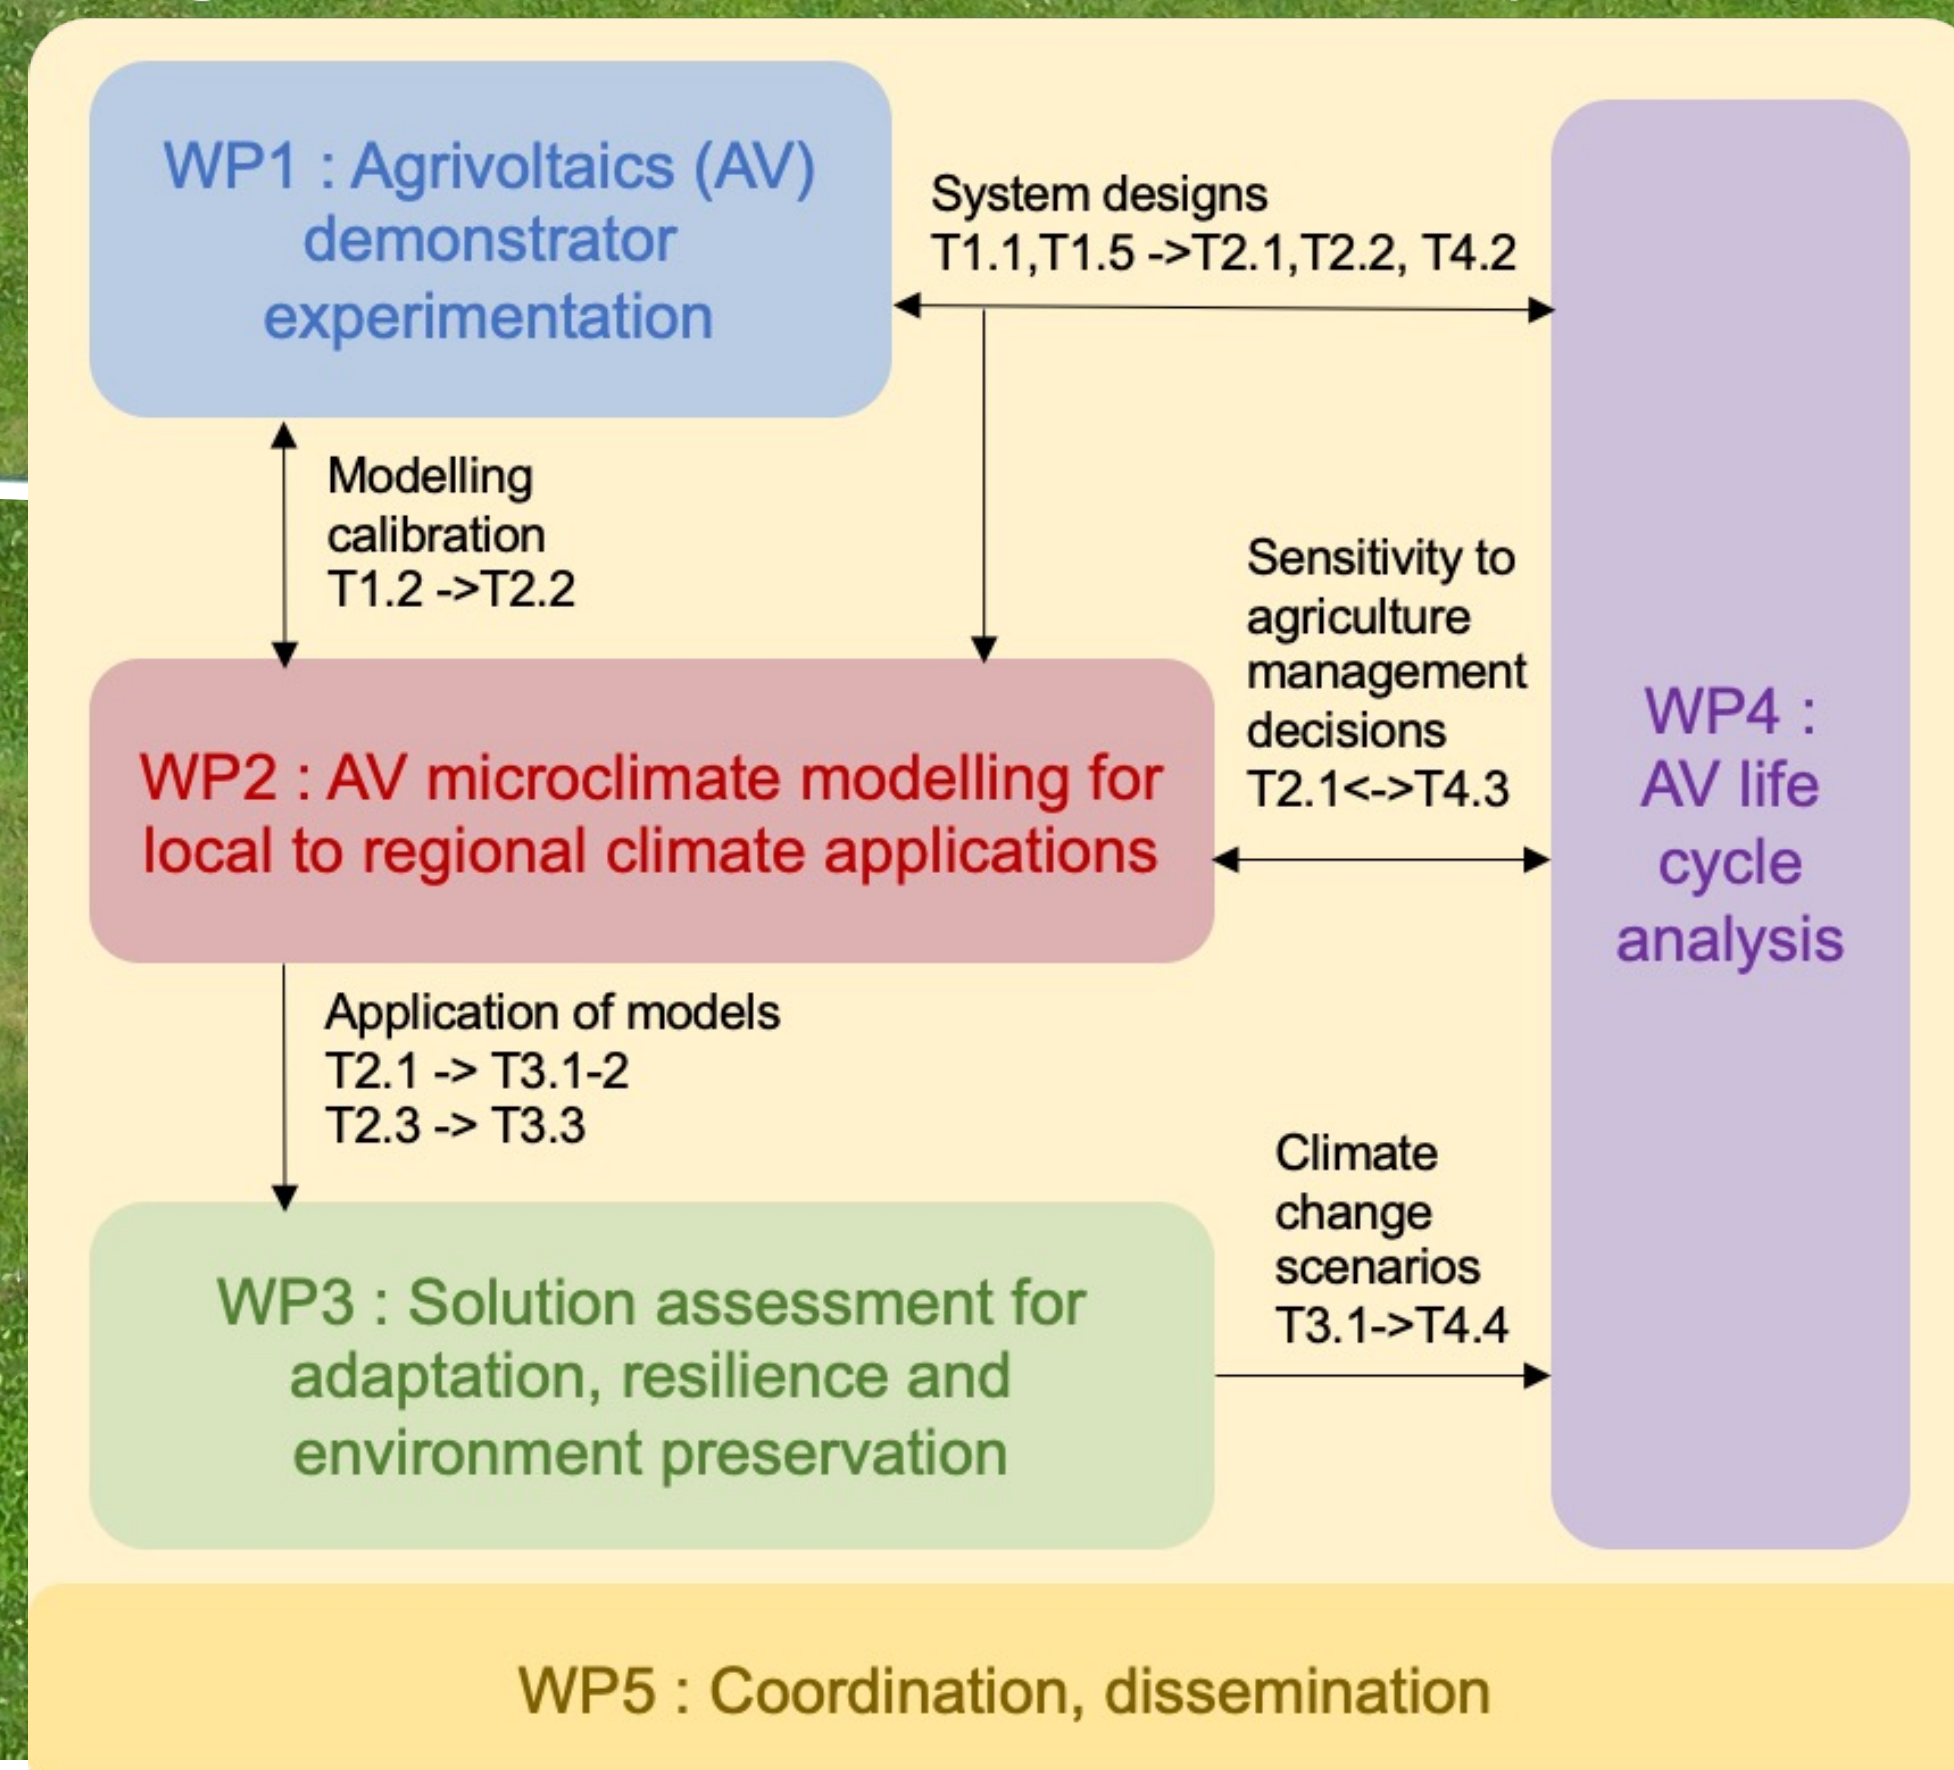 WP1 : Agrivoltaics (AV)
demonstrator
experimentation
System designs
T1.1,T1.5 ->T2.1,T2.2, T4.2
Modelling
calibration
T1.2 ->T2.2
Sensitivity to
agriculture
management
decisions
T2.1<->T4.3
WP2 : AV microclimate modelling for
local to regional climate applications
WP4 :
AV life
cycle
analysis
Application of models
T2.1 -> T3.1-2
T2.3 -> T3.3
Climate
change
scenarios
T3.1->T4.4
WP3 : Solution assessment for
adaptation, resilience and
environment preservation
WP5 : Coordination, dissemination